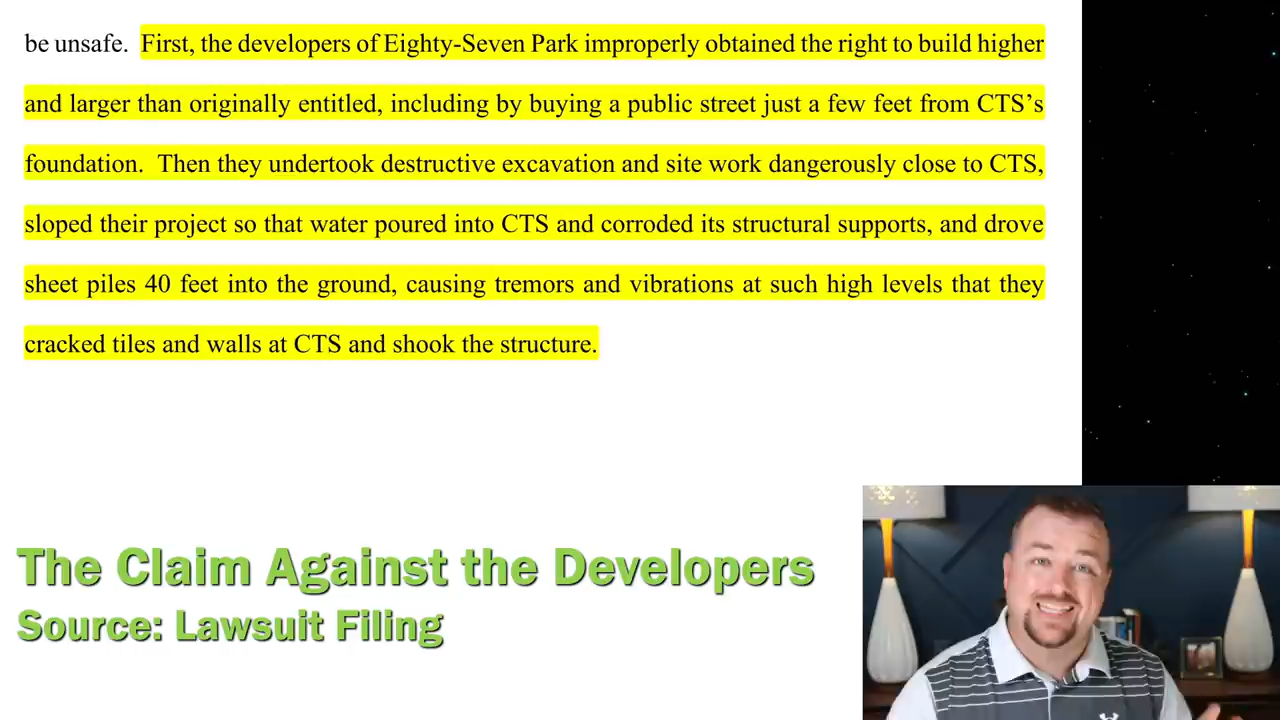 be unsafe. First, the developers of Eighty-Seven Park improperly obtained the right to build higher
and larger than originally entitled, including by buying a public street just a few feet from CTS’s
foundation. Then they undertook destructive excavation and site work dangerously close to CTS,
sloped their project so that water poured into CTS and corroded its structural supports, and drove
sheet piles 40 feet into the ground, causing tremors and vibrations at such high levels that they
cracked tiles and walls at CTS and shook the structure.
The Claim Against the Developers
Source: Lawsuit Filing